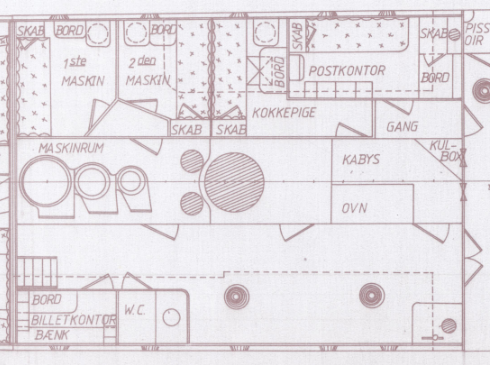 SKAB
BORD
BORD
SKAB
SKAB
PISS
OIR
1ste
MASKIN
2den
MASKIN
BORD
POSTKONTOR
BORD
SKAB
SKAB
KOKKEPIGE
GANG
MASKINRUM
KABYS
KUL-
BOX
OVN
BORD
BILLETKONTOR
BÆNK
W.C.